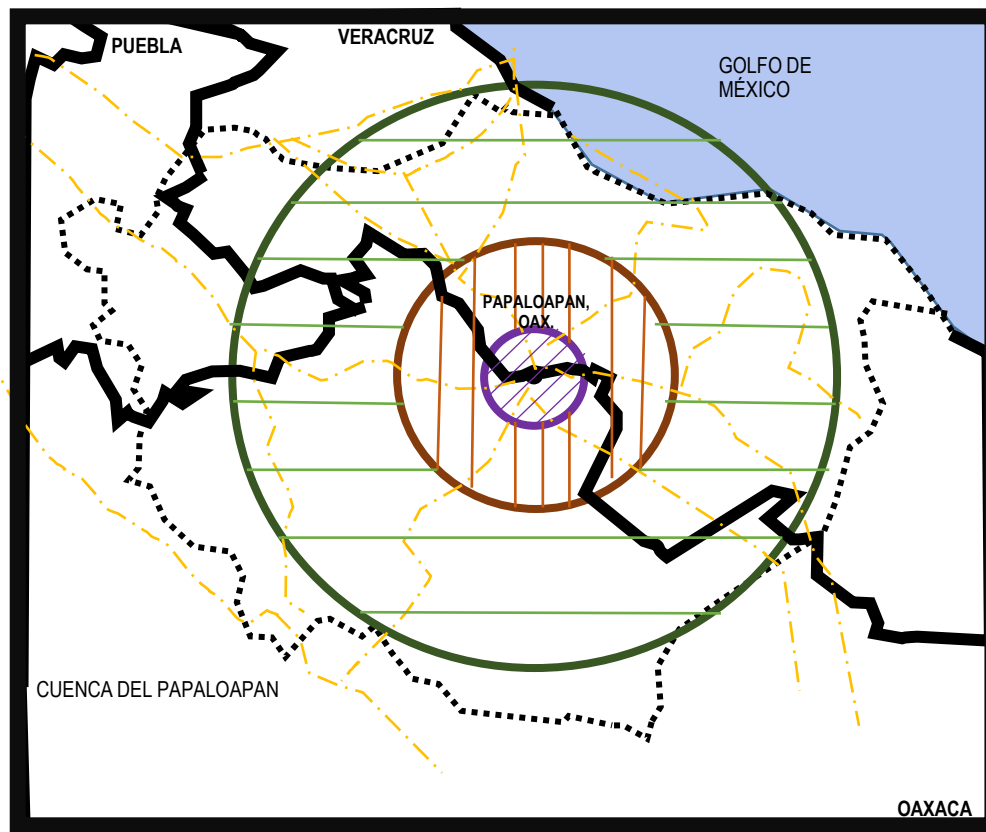 PUEBLA
VERACRUZ
GOLFO DE
MÉXICO
PAPALOAPAN,
OAX.
CUENCA DEL PAPALOAPAN
OAXACA